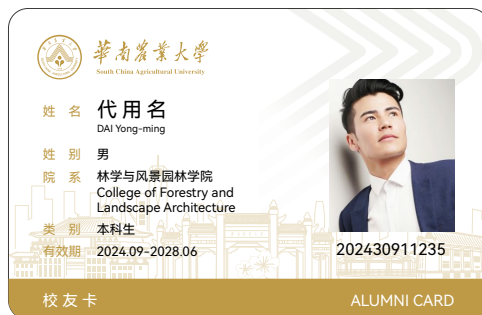 華南農業大學
South China Agricultural University
姓 名 代用名
DAI Yong-ming
姓 别 男
院 系 林学与风景园林学院
College of Forestry and
Landscape Architecture
类 别 本科生
有效期 2024.09-2028.06
202430911235
校友卡 ALUMNI CARD